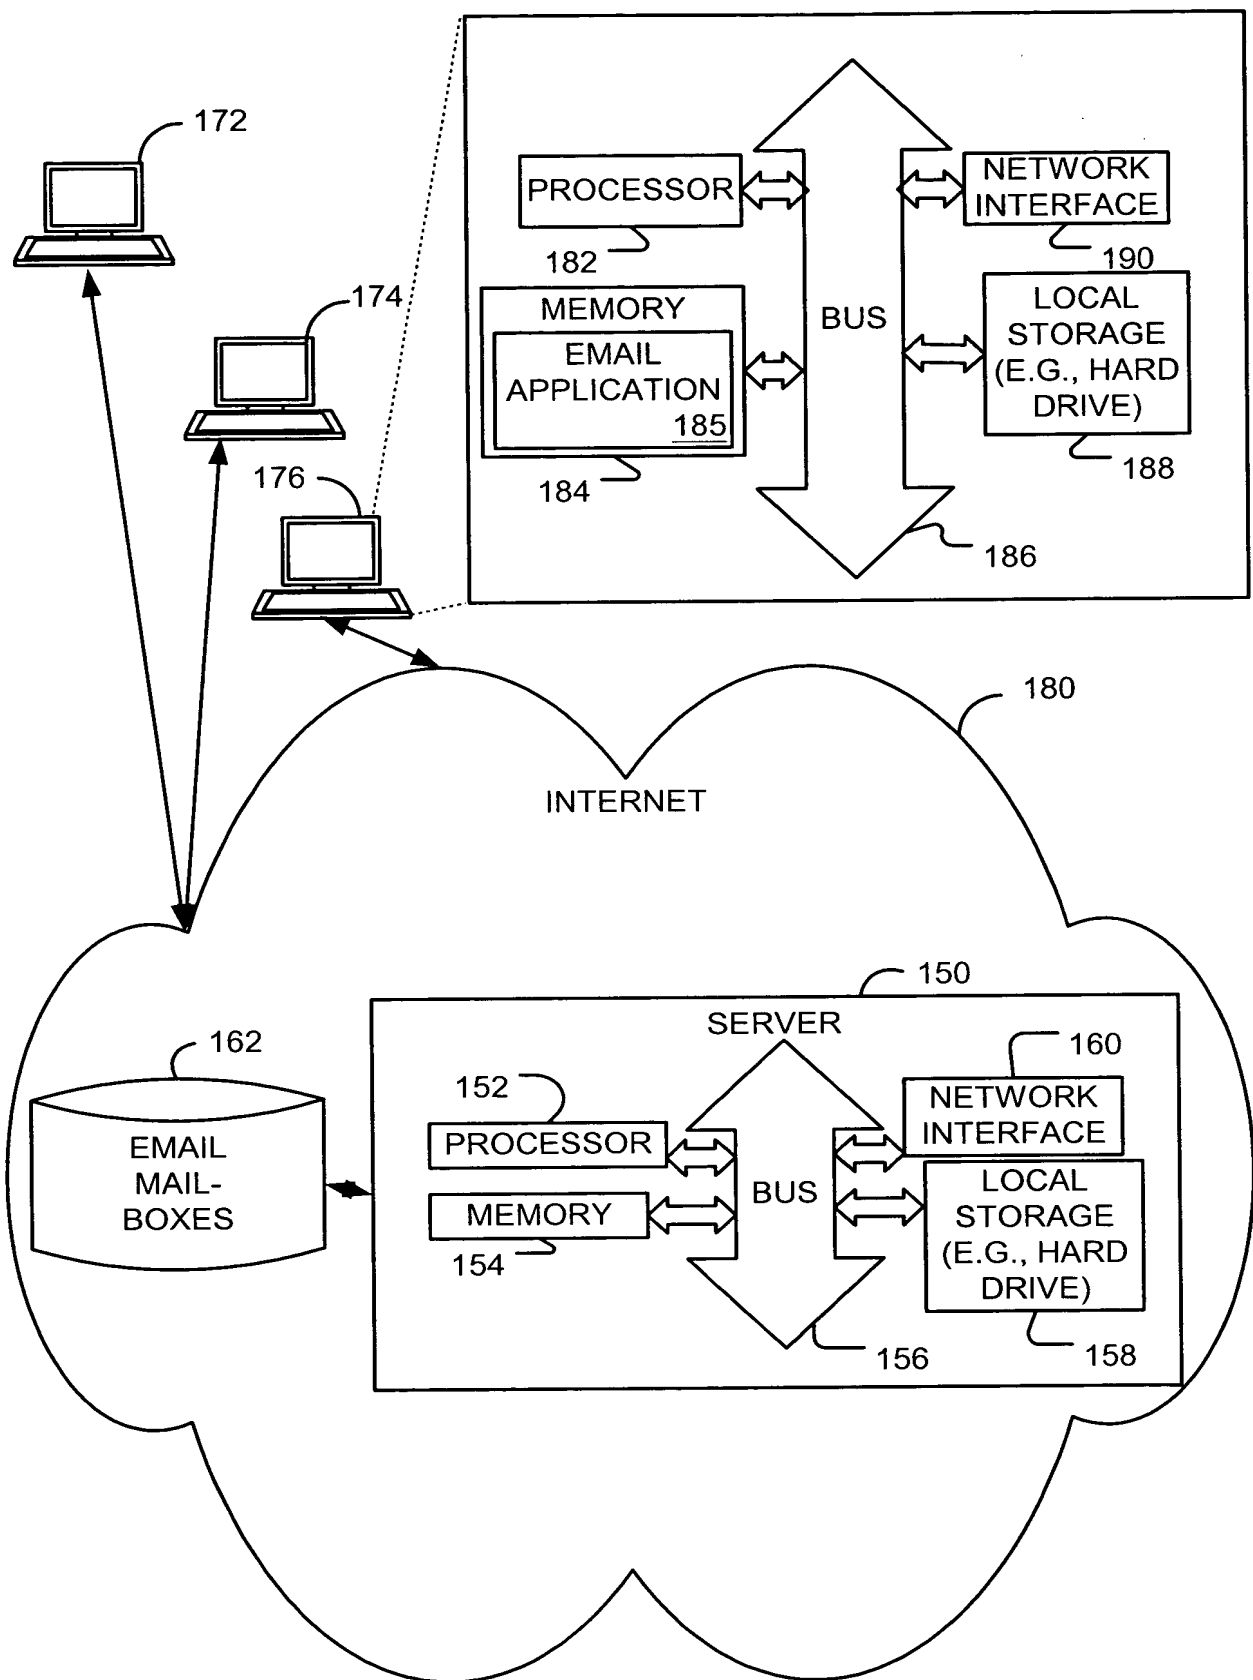 172
174
176
PROCESSOR
182
MEMORY
EMAIL
APPLICATION
185
184
BUS
186
NETWORK
INTERFACE
190
LOCAL
STORAGE
(E.G., HARD
DRIVE)
188
180
INTERNET
150
SERVER
162
EMAIL
MAIL-
BOXES
152
PROCESSOR
MEMORY
154
BUS
156
160
NETWORK
INTERFACE
LOCAL
STORAGE
(E.G., HARD
DRIVE)
158